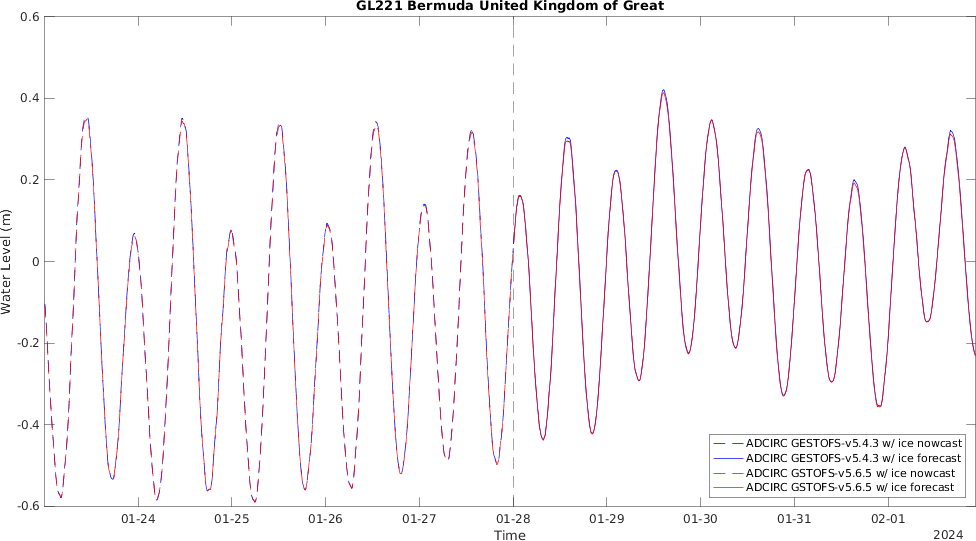 GL221 Bermuda United Kingdom of Great
0.6
0.4
0.2
0
-0.2
-0.4
-0.6
Water Level (m)
ADCIRC GESTOFS-v5.4.3 w/ ice nowcast
ADCIRC GSTOFS-v5.4.3 w/ ice forecast
ADCIRC GSTOFS-v5.6.5 w/ ice nowcast
ADCIRC GSTOFS-v5.6.5 w/ ice forecast
01-24 01-25 01-26 01-27 01-28 01-29 01-30 01-31 02-01
Time
2024